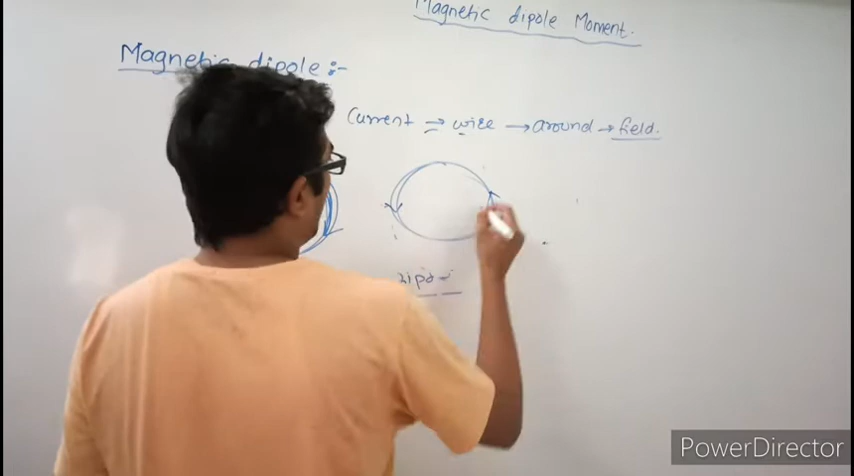 Magnetic dipole Moment.
Magnetic dipole :-
Current → wire → around → field.
PowerDirector